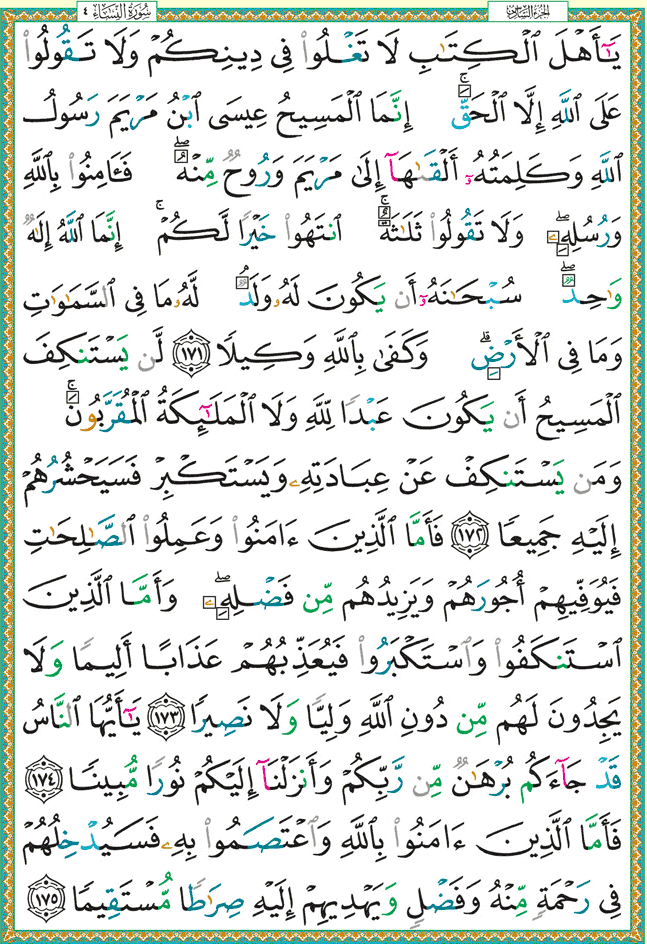 سُورَةُ النِّسَاءِ ٤
الجزء السادس
يَـٰٓأَهْلَ ٱلْكِتَـٰبِ لَا تَغْلُوا۟ فِى دِينِكُمْ وَلَا تَقُولُوا۟
عَلَى ٱللَّهِ إِلَّا ٱلْحَقَّ ۚ إِنَّمَا ٱلْمَسِيحُ عِيسَى ٱبْنُ مَرْيَمَ رَسُولُ
ٱللَّهِ وَكَلِمَتُهُۥٓ أَلْقَىٰهَآ إِلَىٰ مَرْيَمَ وَرُوحٌ مِّنْهُ ۖ فَـَٔامِنُوا۟ بِٱللَّهِ
وَرُسُلِهِۦ ۖ وَلَا تَقُولُوا۟ ثَلَـٰثَةٌ ۚ ٱنتَهُوا۟ خَيْرًا لَّكُمْ ۚ إِنَّمَا ٱللَّهُ إِلَـٰهٌ
وَٰحِدٌ ۖ سُبْحَـٰنَهُۥٓ أَن يَكُونَ لَهُۥ وَلَدٌ ۘ لَّهُۥ مَا فِى ٱلسَّمَـٰوَٰتِ
وَمَا فِى ٱلْأَرْضِ ۗ وَكَفَىٰ بِٱللَّهِ وَكِيلًا ١٧١ لَّن يَسْتَنكِفَ
ٱلْمَسِيحُ أَن يَكُونَ عَبْدًا لِّلَّهِ وَلَا ٱلْمَلَـٰٓئِكَةُ ٱلْمُقَرَّبُونَ ۚ
وَمَن يَسْتَنكِفْ عَنْ عِبَادَتِهِۦ وَيَسْتَكْبِرْ فَسَيَحْشُرُهُمْ
إِلَيْهِ جَمِيعًا ١٧٢ فَأَمَّا ٱلَّذِينَ ءَامَنُوا۟ وَعَمِلُوا۟ ٱلصَّـٰلِحَـٰتِ
فَيُوَفِّيهِمْ أُجُورَهُمْ وَيَزِيدُهُم مِّن فَضْلِهِۦ ۖ وَأَمَّا ٱلَّذِينَ
ٱسْتَنكَفُوا۟ وَٱسْتَكْبَرُوا۟ فَيُعَذِّبُهُمْ عَذَابًا أَلِيمًا وَلَا
يَجِدُونَ لَهُم مِّن دُونِ ٱللَّهِ وَلِيًّا وَلَا نَصِيرًا ١٧٣ يَـٰٓأَيُّهَا ٱلنَّاسُ
قَدْ جَآءَكُم بُرْهَـٰنٌ مِّن رَّبِّكُمْ وَأَنزَلْنَآ إِلَيْكُمْ نُورًا مُّبِينًا ١٧٤
فَأَمَّا ٱلَّذِينَ ءَامَنُوا۟ بِٱللَّهِ وَٱعْتَصَمُوا۟ بِهِۦ فَسَيُدْخِلُهُمْ
فِى رَحْمَةٍ مِّنْهُ وَفَضْلٍ وَيَهْدِيهِمْ إِلَيْهِ صِرَٰطًا مُّسْتَقِيمًا ١٧٥